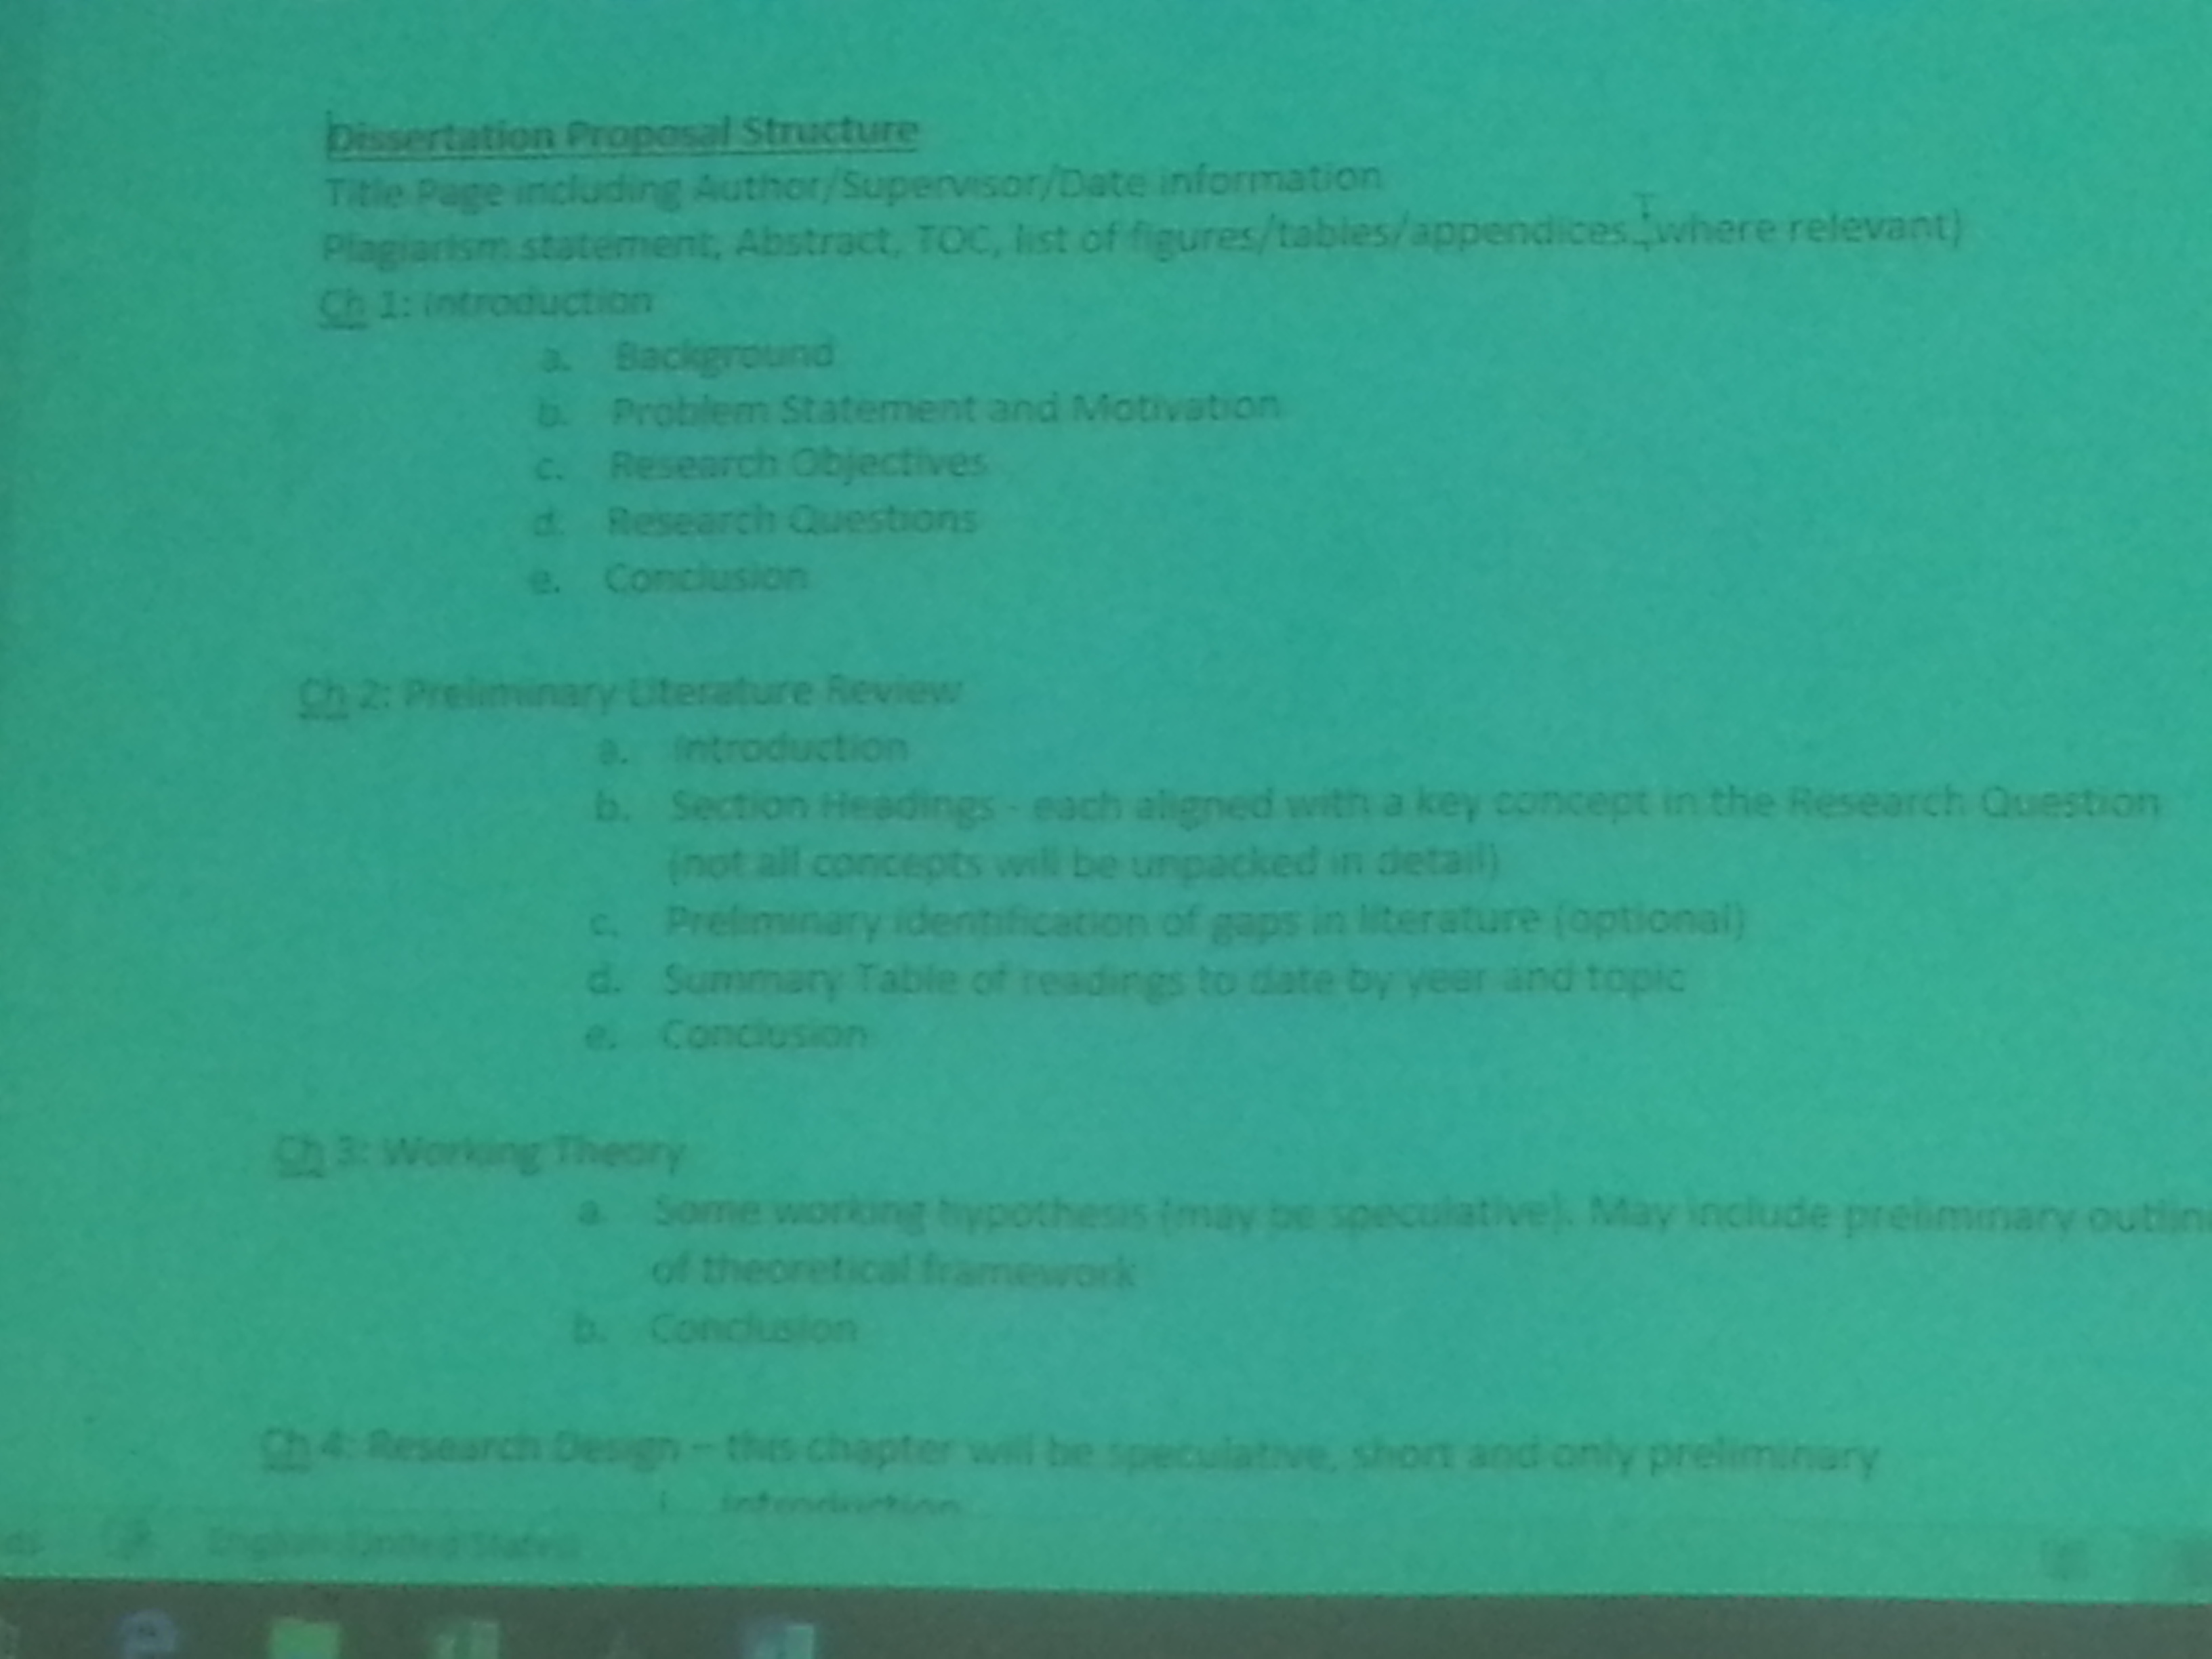 Dissertation Proposal Structure
Title Page including Author/Supervisor/Date information
Plagiarism statement, Abstract, TOC, list of figures/tables/appendices, where relevant)
Ch 1: Introduction
a. Background
b. Problem Statement and Motivation
c. Research Objectives
d. Research Questions
e. Conclusion
Ch 2: Preliminary Literature Review
a. Introduction
b. Section Headings - each aligned with a key concept in the Research Question
(not all concepts will be unpacked in detail)
c. Preliminary identification of gaps in literature (optional)
d. Summary Table of readings to date by year and topic
e. Conclusion
Ch 3: Working Theory
a. Some working hypothesis (may be speculative). May include preliminary outlin
of theoretical framework
b. Conclusion
Ch 4: Research Design – this chapter will be speculative, short and only preliminary
i. Introduction
English (United States)